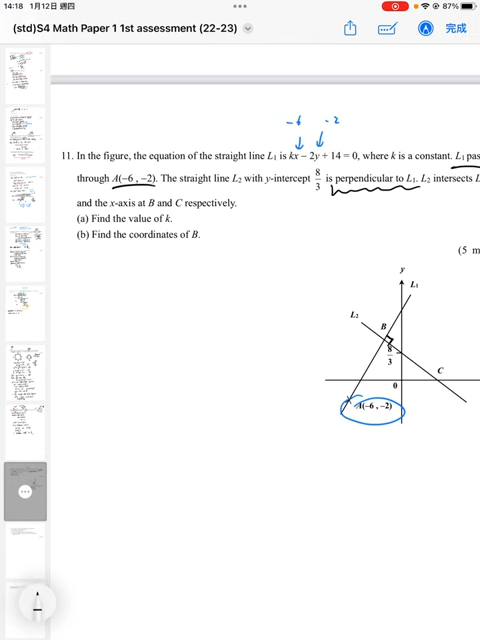 14:18 1月12日 週四
87%
(std)S4 Math Paper 1 1st assessment (22-23)
完成
-6 -2
11. In the figure, the equation of the straight line L₁ is kx − 2y + 14 = 0, where k is a constant. L₁ pas
through A(−6 , −2). The straight line L₂ with y-intercept 8/3 is perpendicular to L₁. L₂ intersects L
and the x-axis at B and C respectively.
(a) Find the value of k.
(b) Find the coordinates of B.
(5 m
y
L₁
L₂
B
8/3
C
0
A(−6 , −2)